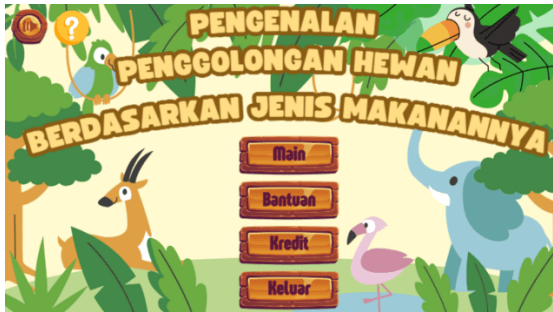 ?
PENGENALAN
PENGGOLONGAN HEWAN
BERDASARKAN JENIS MAKANANNYA
Main
Bantuan
Kredit
Keluar